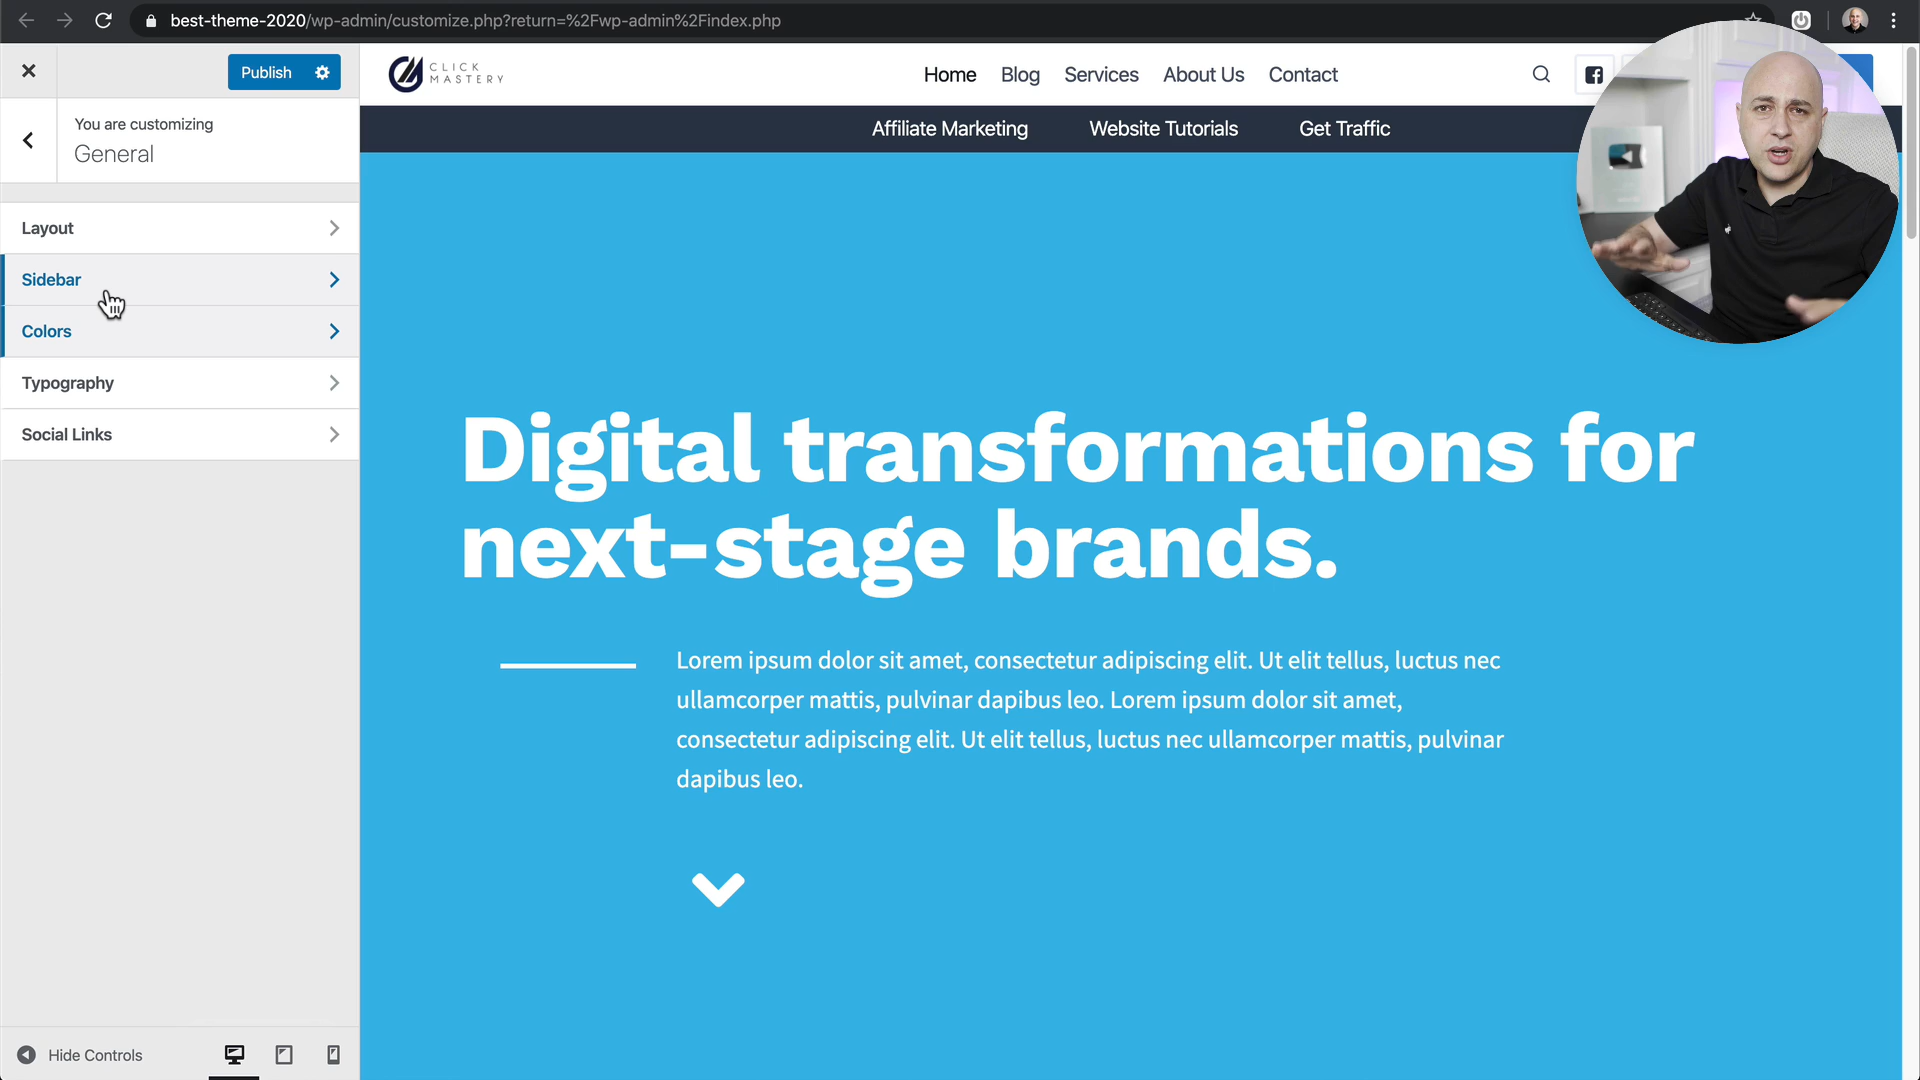 best-theme-2020/wp-admin/customize.php?return=%2Fwp-admin%2Findex.php
Publish
You are customizing
General
Layout
Sidebar
Colors
Typography
Social Links
Hide Controls
CLICK
MASTERY
Home Blog Services About Us Contact
Affiliate Marketing Website Tutorials Get Traffic
Digital transformations for
next-stage brands.
Lorem ipsum dolor sit amet, consectetur adipiscing elit. Ut elit tellus, luctus nec
ullamcorper mattis, pulvinar dapibus leo. Lorem ipsum dolor sit amet,
consectetur adipiscing elit. Ut elit tellus, luctus nec ullamcorper mattis, pulvinar
dapibus leo.